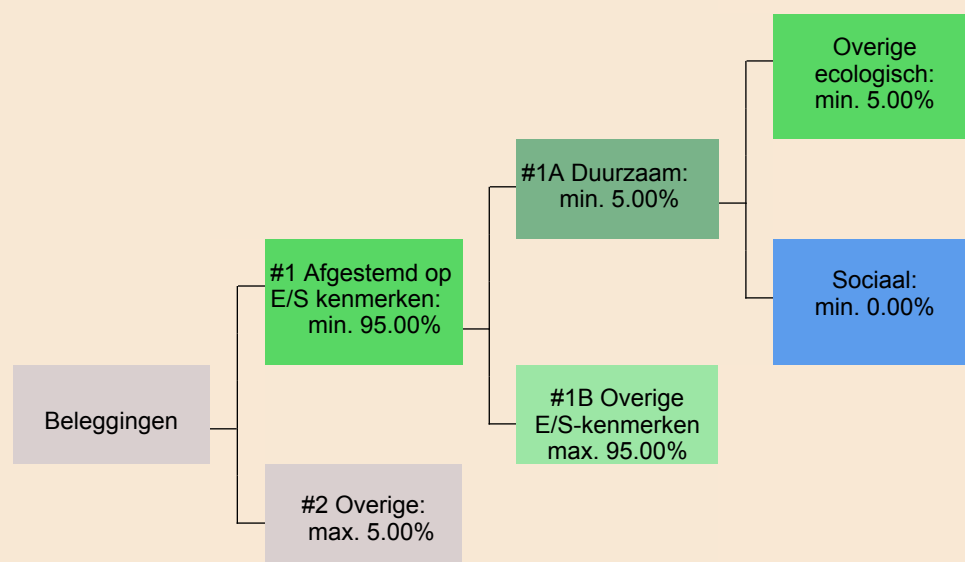 Beleggingen
#1 Afgestemd op
E/S kenmerken:
min. 95.00%
#2 Overige:
max. 5.00%
#1A Duurzaam:
min. 5.00%
#1B Overige
E/S-kenmerken
max. 95.00%
Overige
ecologisch:
min. 5.00%
Sociaal:
min. 0.00%